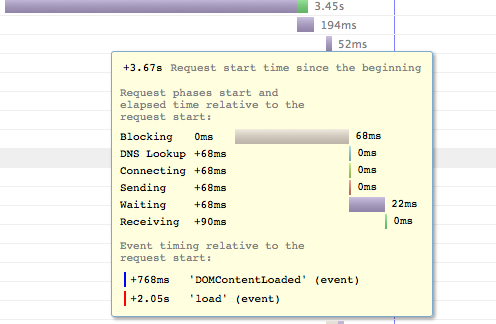 3.45s
194ms
52ms
+3.67s Request start time since the beginning
Request phases start and
elapsed time relative to the
request start:
Blocking 0ms 68ms
DNS Lookup +68ms 0ms
Connecting +68ms 0ms
Sending +68ms 0ms
Waiting +68ms 22ms
Receiving +90ms 0ms
Event timing relative to the
request start:
+768ms 'DOMContentLoaded' (event)
+2.05s 'load' (event)